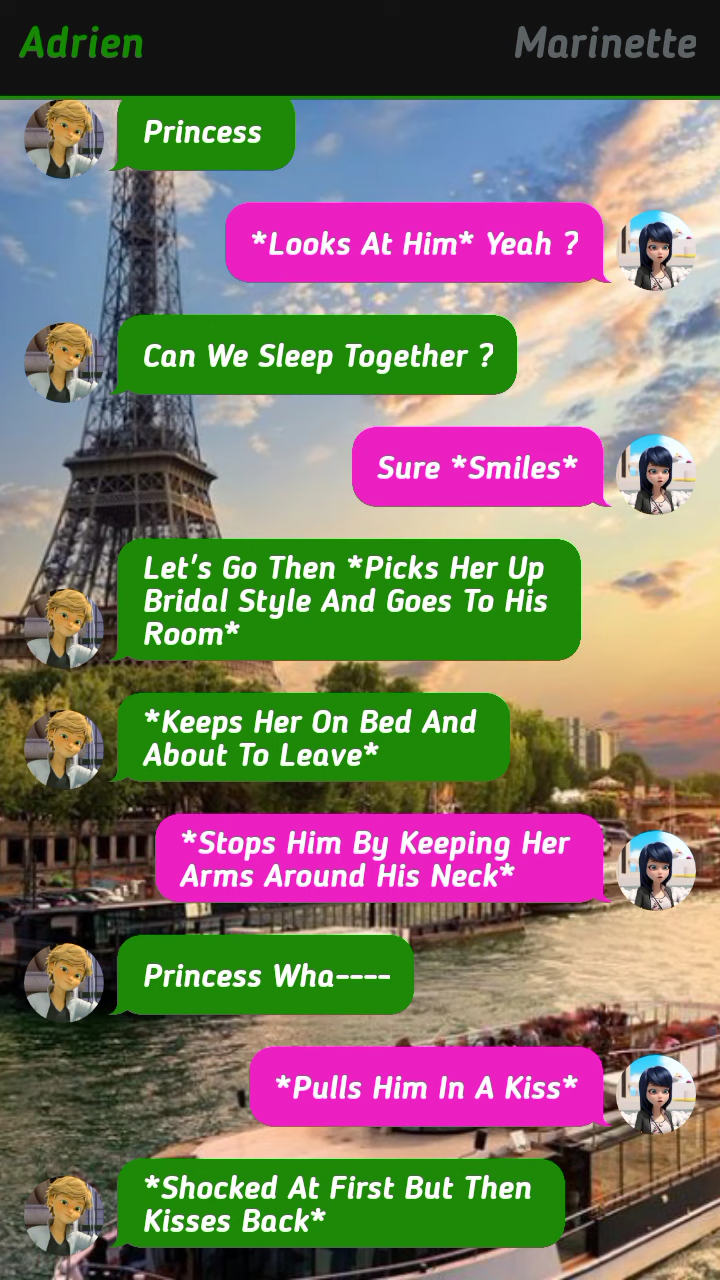 Adrien
Marinette
Princess
*Looks At Him* Yeah ?
Can We Sleep Together ?
Sure *Smiles*
Let's Go Then *Picks Her Up
Bridal Style And Goes To His
Room*
*Keeps Her On Bed And
About To Leave*
*Stops Him By Keeping Her
Arms Around His Neck*
Princess Wha----
*Pulls Him In A Kiss*
*Shocked At First But Then
Kisses Back*